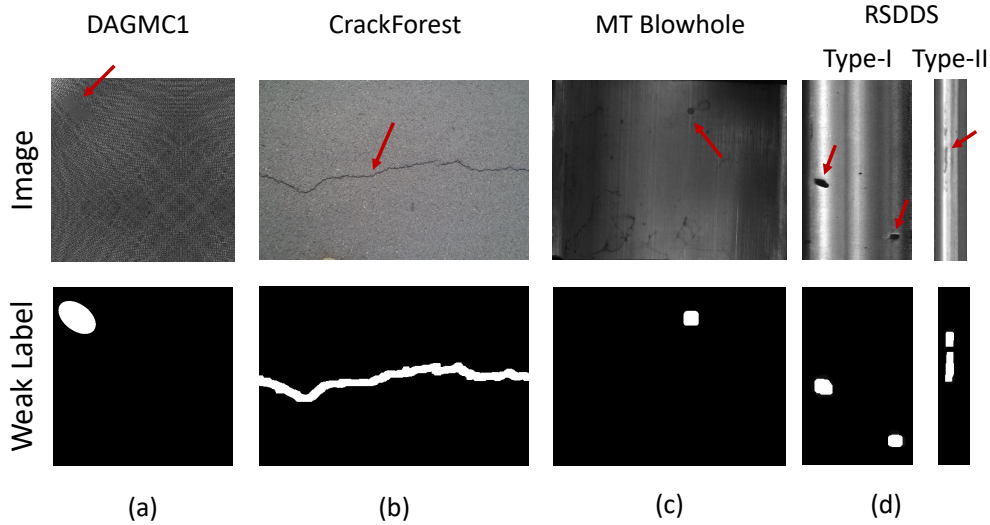 DAGMC1 CrackForest MT Blowhole RSDDS
Type-I Type-II
Image
Weak Label
(a) (b) (c) (d)